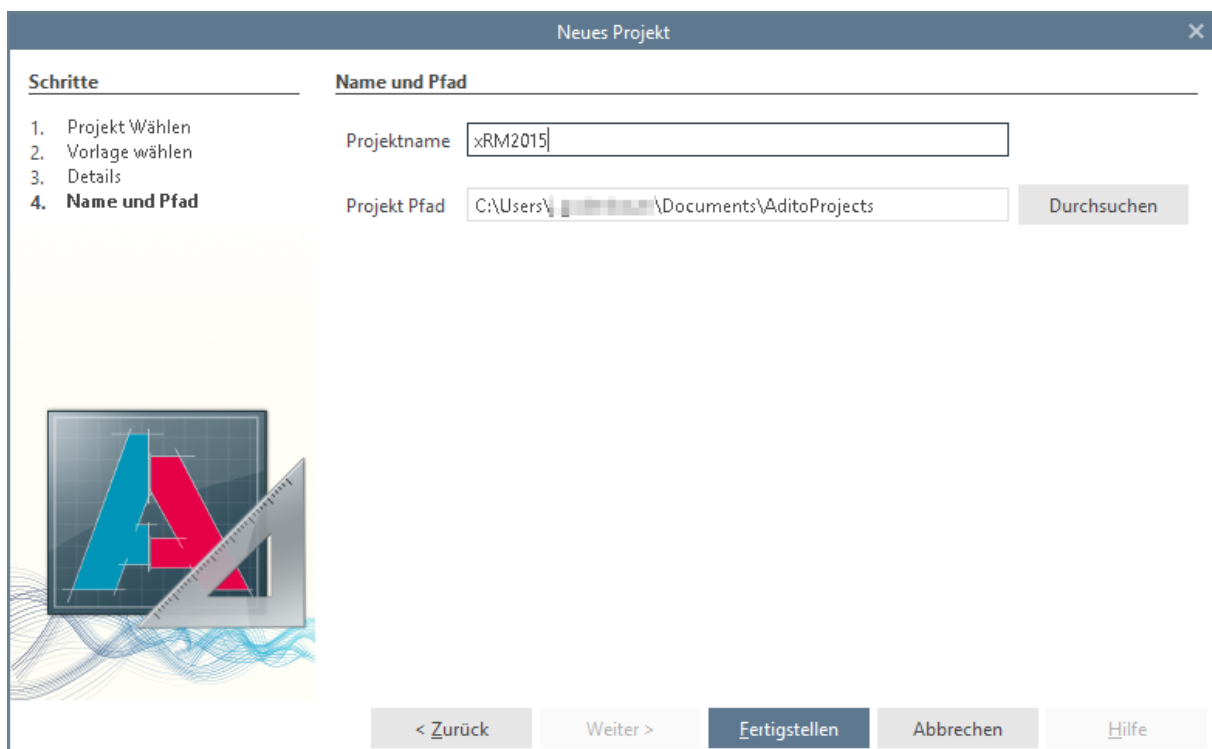 Neues Projekt
Schritte
1. Projekt Wählen
2. Vorlage wählen
3. Details
4. Name und Pfad
Name und Pfad
Projektname xRM2015
Projekt Pfad C:\Users\ \Documents\AditoProjects Durchsuchen
< Zurück Weiter > Fertigstellen Abbrechen Hilfe